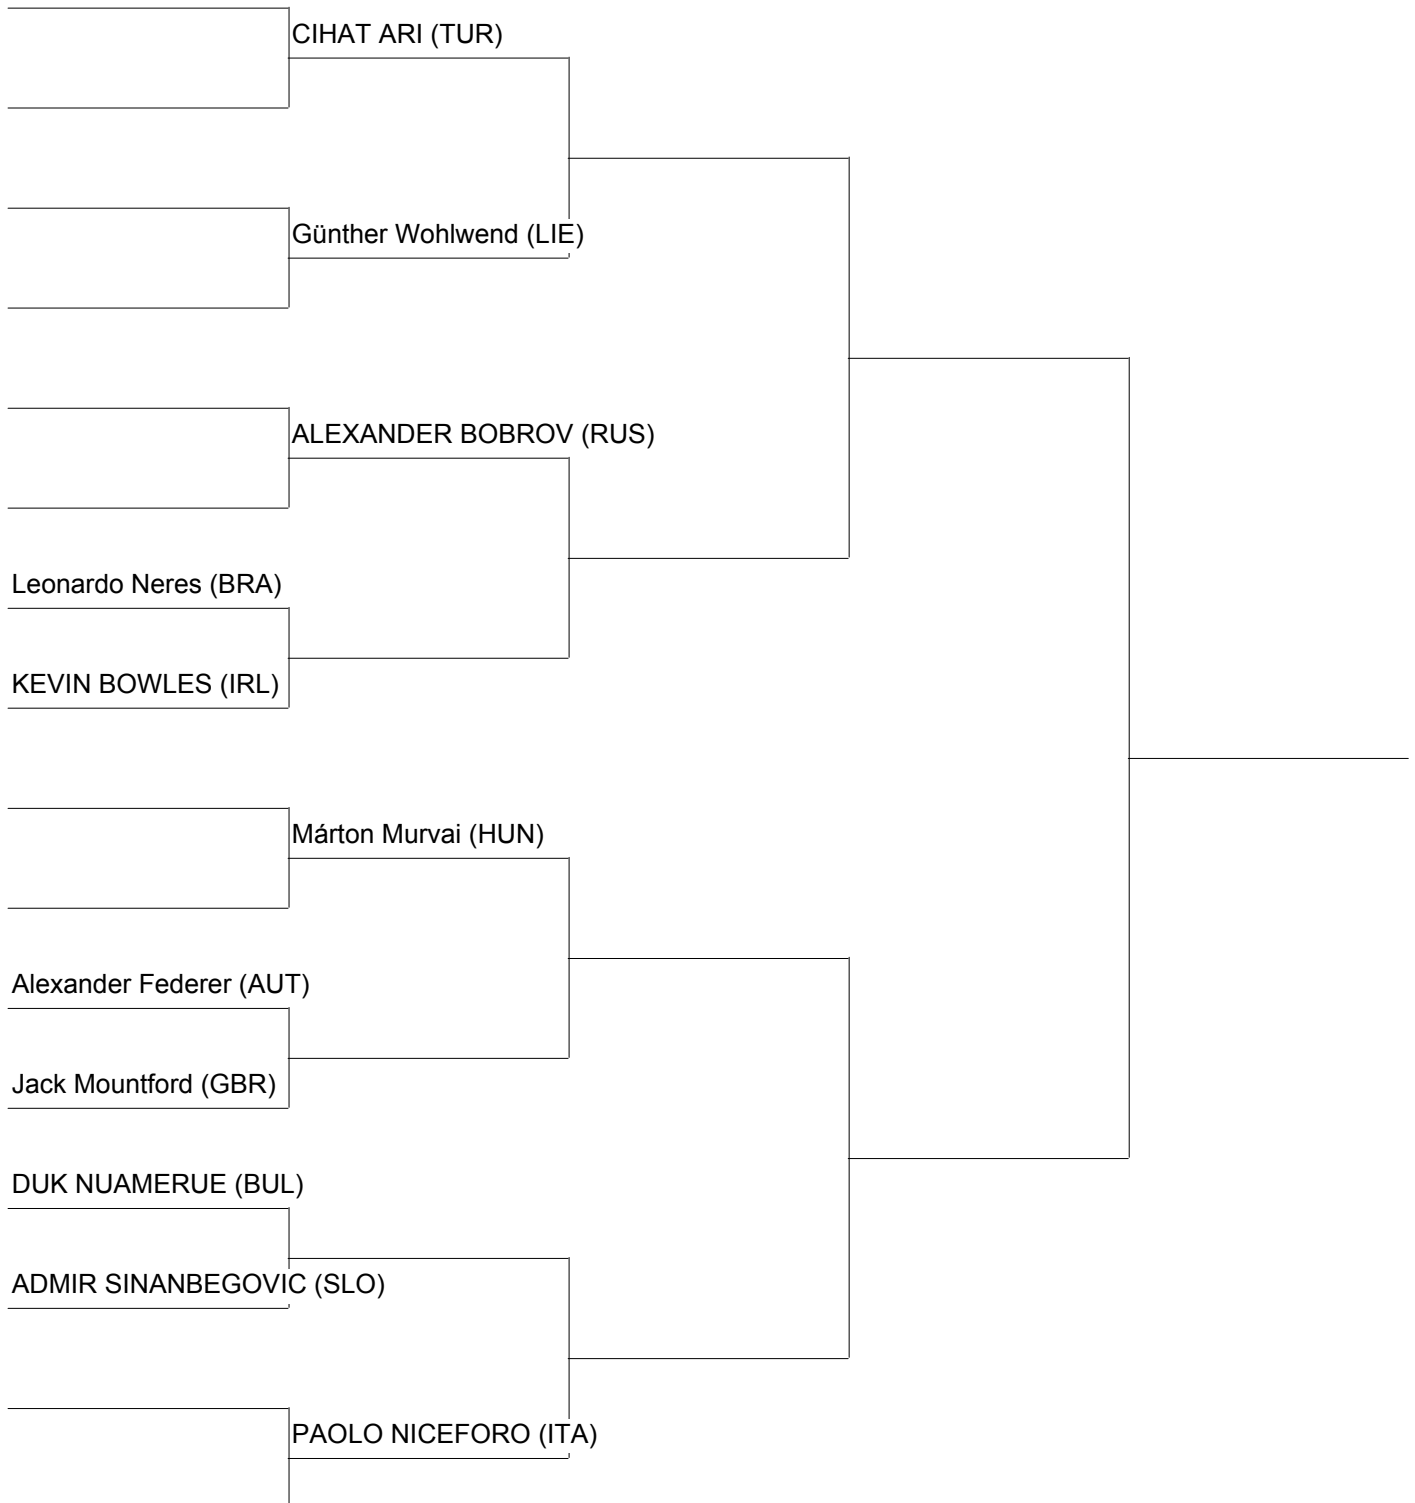 CIHAT ARI (TUR)
Günther Wohlwend (LIE)
ALEXANDER BOBROV (RUS)
Leonardo Neres (BRA)
KEVIN BOWLES (IRL)
Márton Murvai (HUN)
Alexander Federer (AUT)
Jack Mountford (GBR)
DUK NUAMERUE (BUL)
ADMIR SINANBEGOVIC (SLO)
PAOLO NICEFORO (ITA)